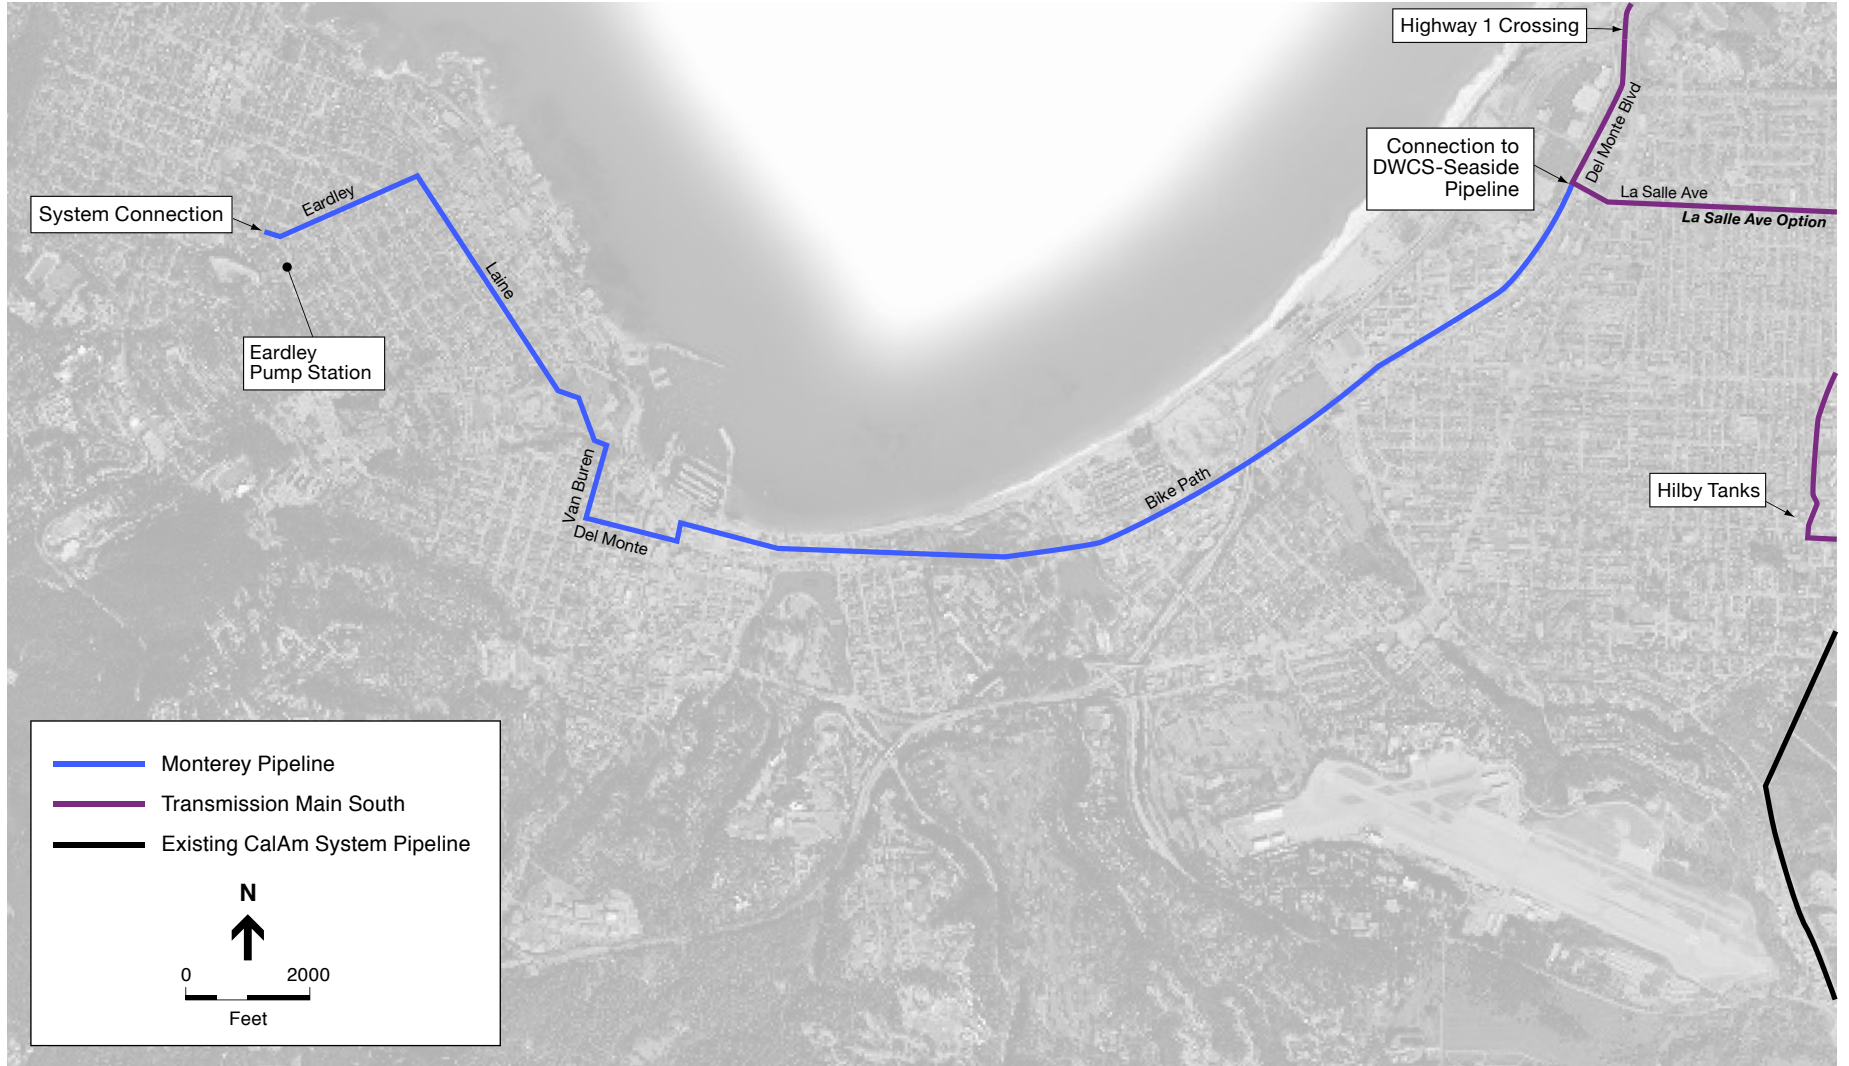 Highway 1 Crossing
Del Monte Blvd
Connection to
DWCS-Seaside
Pipeline
La Salle Ave
La Salle Ave Option
System Connection
Eardley
Laine
Eardley
Pump Station
Van Buren
Del Monte
Bike Path
Hilby Tanks
Monterey Pipeline
Transmission Main South
Existing CalAm System Pipeline
N
0 2000
Feet